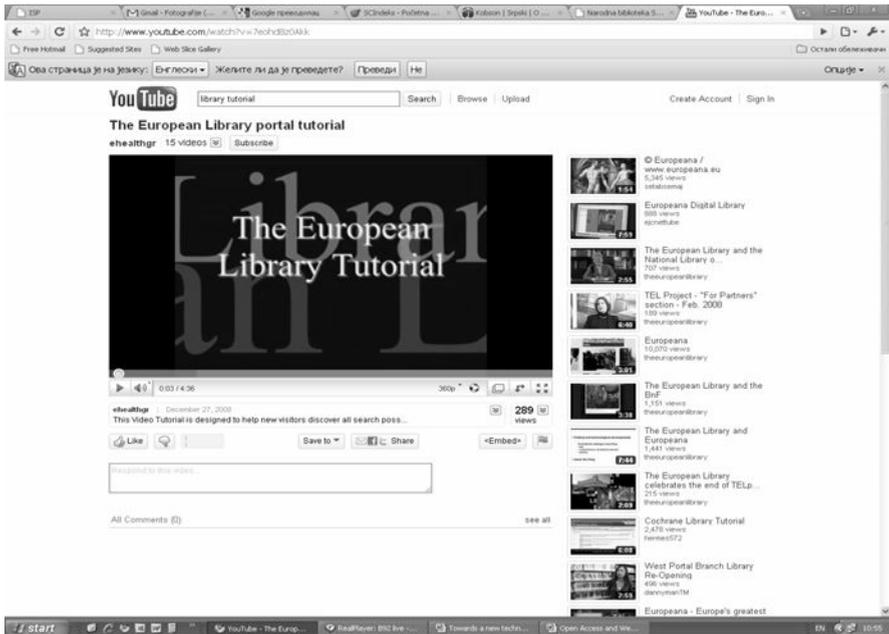 ISP
Gmail - Fotografije (...
Google преводилац
SCIndeks - Početna ...
Kobson | Srpski | O ...
Narodna biblioteka S...
YouTube - The Euro...
http://www.youtube.com/watch?v=7eohdBz0Akk
Free Hotmail Suggested Sites Web Slice Gallery Остали обележивачи
Ова страница је на језику: Енглески Желите ли да је преведете? Преведи Не Опције
YouTube library tutorial Search Browse Upload Create Account Sign In
The European Library portal tutorial
ehealthgr 15 videos Subscribe
The European
Library Tutorial
0:03 / 4:36 360p
ehealthgr December 27, 2008
This Video Tutorial is designed to help new visitors discover all search poss...
289
views
Like Save to Share <Embed>
Respond to this video...
All Comments (0) see all
© Europeana /
www.europeana.eu
5,345 views
setabsemaj
1:54
Europeana Digital Library
888 views
ejcnettube
7:59
The European Library and the
National Library o...
707 views
theeuropeanlibrary
2:55
TEL Project - "For Partners"
section - Feb. 2008
189 views
theeuropeanlibrary
6:40
Europeana
10,070 views
theeuropeanlibrary
3:01
The European Library and the
BnF
1,151 views
theeuropeanlibrary
3:38
The European Library and
Europeana
1,441 views
theeuropeanlibrary
7:44
The European Library
celebrates the end of TELp...
215 views
theeuropeanlibrary
2:09
Cochrane Library Tutorial
2,478 views
hermes572
6:08
West Portal Branch Library
Re-Opening
496 views
dannymanTM
7:55
Europeana - Europe's greatest
start YouTube - The Europ... RealPlayer: B92 live -... Towards a new techn... Open Access and We... EN 10:55